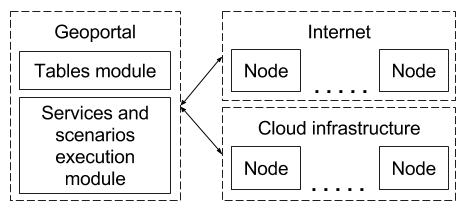 Geoportal
Tables module
Services and
scenarios
execution
module
Internet
Node
. . . . .
Node
Cloud infrastructure
Node
. . . . .
Node